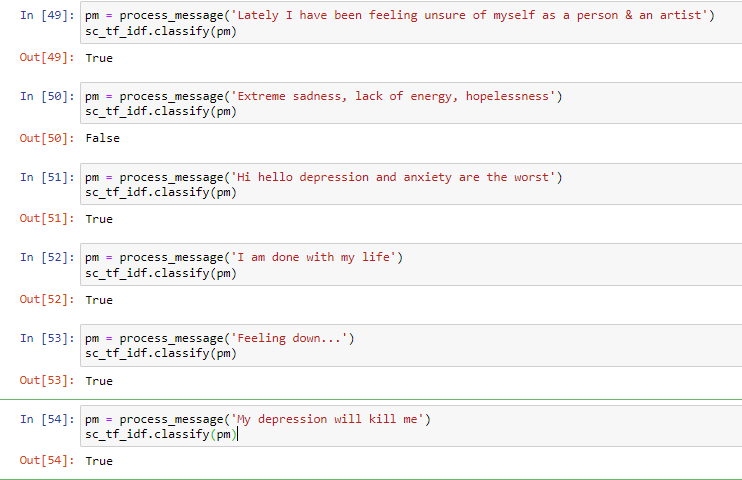 In [49]: pm = process_message('Lately I have been feeling unsure of myself as a person & an artist')
sc_tf_idf.classify(pm)
Out[49]: True
In [50]: pm = process_message('Extreme sadness, lack of energy, hopelessness')
sc_tf_idf.classify(pm)
Out[50]: False
In [51]: pm = process_message('Hi hello depression and anxiety are the worst')
sc_tf_idf.classify(pm)
Out[51]: True
In [52]: pm = process_message('I am done with my life')
sc_tf_idf.classify(pm)
Out[52]: True
In [53]: pm = process_message('Feeling down...')
sc_tf_idf.classify(pm)
Out[53]: True
In [54]: pm = process_message('My depression will kill me')
sc_tf_idf.classify(pm)
Out[54]: True